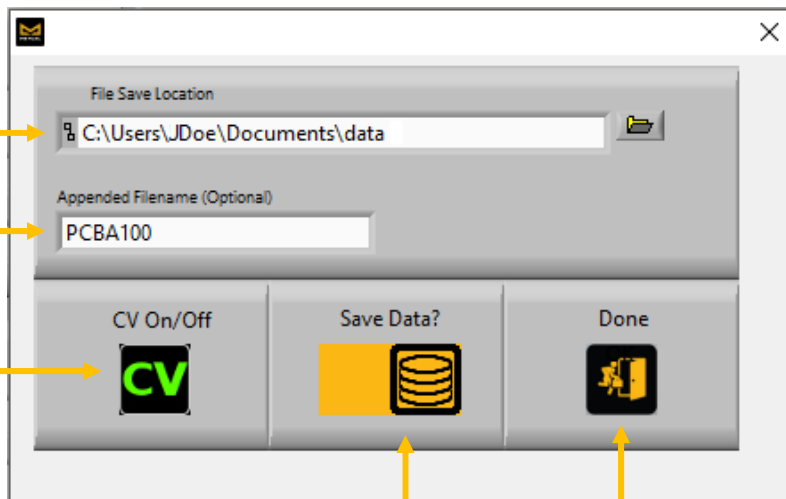 File Save Location
C:\Users\JDoe\Documents\data
Appended Filename (Optional)
PCBA100
CV On/Off
Save Data?
Done
CV